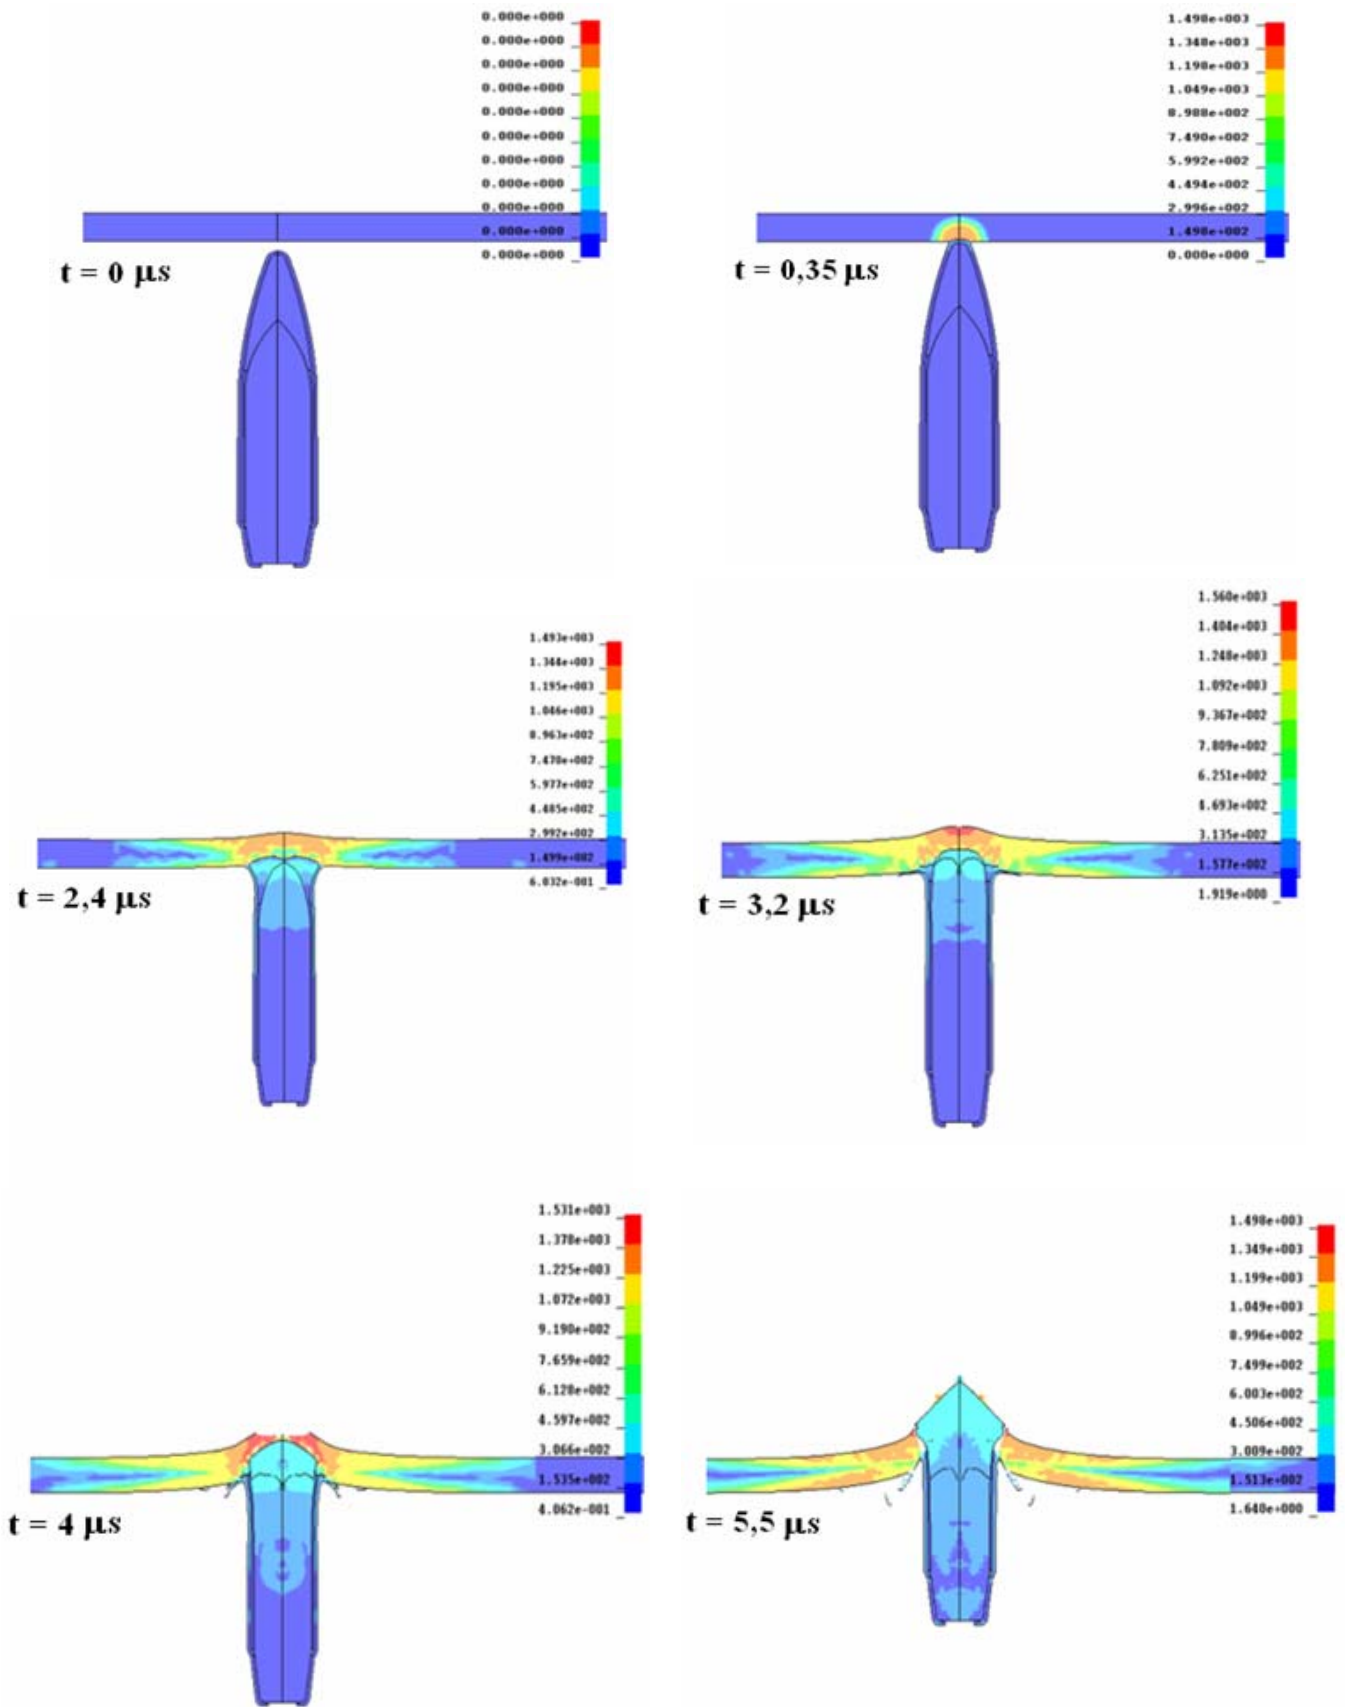 0.000e+000
0.000e+000
0.000e+000
0.000e+000
0.000e+000
0.000e+000
0.000e+000
0.000e+000
0.000e+000
0.000e+000
0.000e+000
t = 0 μs
1.498e+003
1.348e+003
1.198e+003
1.049e+003
8.988e+002
7.490e+002
5.992e+002
4.494e+002
2.996e+002
1.498e+002
0.000e+000
t = 0,35 μs
1.493e+003
1.344e+003
1.195e+003
1.046e+003
8.963e+002
7.470e+002
5.977e+002
4.485e+002
2.992e+002
1.499e+002
6.032e-001
t = 2,4 μs
1.560e+003
1.404e+003
1.248e+003
1.092e+003
9.367e+002
7.809e+002
6.251e+002
4.693e+002
3.135e+002
1.577e+002
1.919e+000
t = 3,2 μs
1.531e+003
1.378e+003
1.225e+003
1.072e+003
9.190e+002
7.659e+002
6.128e+002
4.597e+002
3.066e+002
1.535e+002
4.062e-001
t = 4 μs
1.498e+003
1.349e+003
1.199e+003
1.049e+003
8.996e+002
7.499e+002
6.003e+002
4.506e+002
3.009e+002
1.513e+002
1.640e+000
t = 5,5 μs